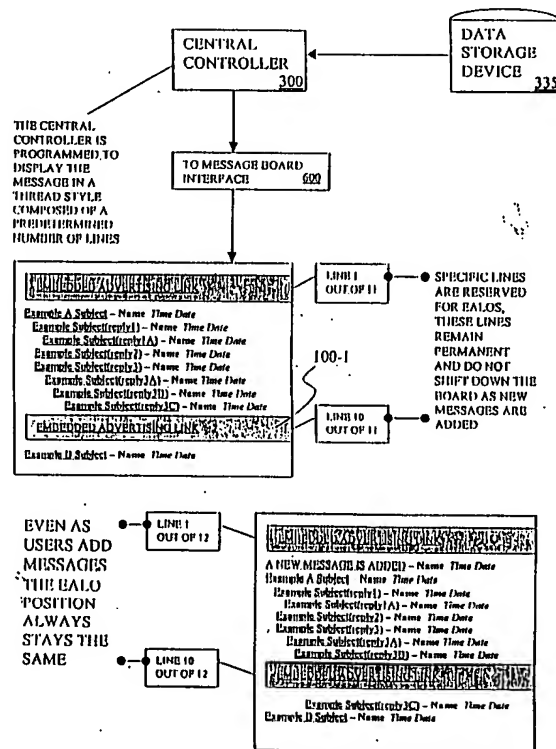 CENTRAL
CONTROLLER
300
DATA
STORAGE
DEVICE
335
THE CENTRAL
CONTROLLER IS
PROGRAMMED TO
DISPLAY THE
MESSAGE IN A
THREAD STYLE
COMPOSED OF A
PREDETERMINED
NUMBER OF LINES
TO MESSAGE BOARD
INTERFACE 600
EMBEDDED ADVERTISING LINK
Example A Subject – Name Time Date
Example Subject(reply1) – Name Time Date
Example Subject(reply1A) – Name Time Date
Example Subject(reply2) – Name Time Date
Example Subject(reply3) – Name Time Date
Example Subject(reply3A) – Name Time Date
Example Subject(reply3B) – Name Time Date
Example Subject(reply3C) – Name Time Date
EMBEDDED ADVERTISING LINK
Example B Subject – Name Time Date
LINE 1
OUT OF 11
100-1
LINE 10
OUT OF 11
SPECIFIC LINES
ARE RESERVED
FOR EALOS,
THESE LINES
REMAIN
PERMANENT
AND DO NOT
SHIFT DOWN THE
BOARD AS NEW
MESSAGES ARE
ADDED
EVEN AS
USERS ADD
MESSAGES
THE EALO
POSITION
ALWAYS
STAYS THE
SAME
LINE 1
OUT OF 12
LINE 10
OUT OF 12
A NEW MESSAGE IS ADDED – Name Time Date
Example A Subject Name Time Date
Example Subject(reply1) – Name Time Date
Example Subject(reply1A) – Name Time Date
Example Subject(reply2) – Name Time Date
Example Subject(reply3) – Name Time Date
Example Subject(reply3A) – Name Time Date
Example Subject(reply3B) – Name Time Date
EMBEDDED ADVERTISING LINK
Example Subject(reply3C) – Name Time Date
Example B Subject – Name Time Date